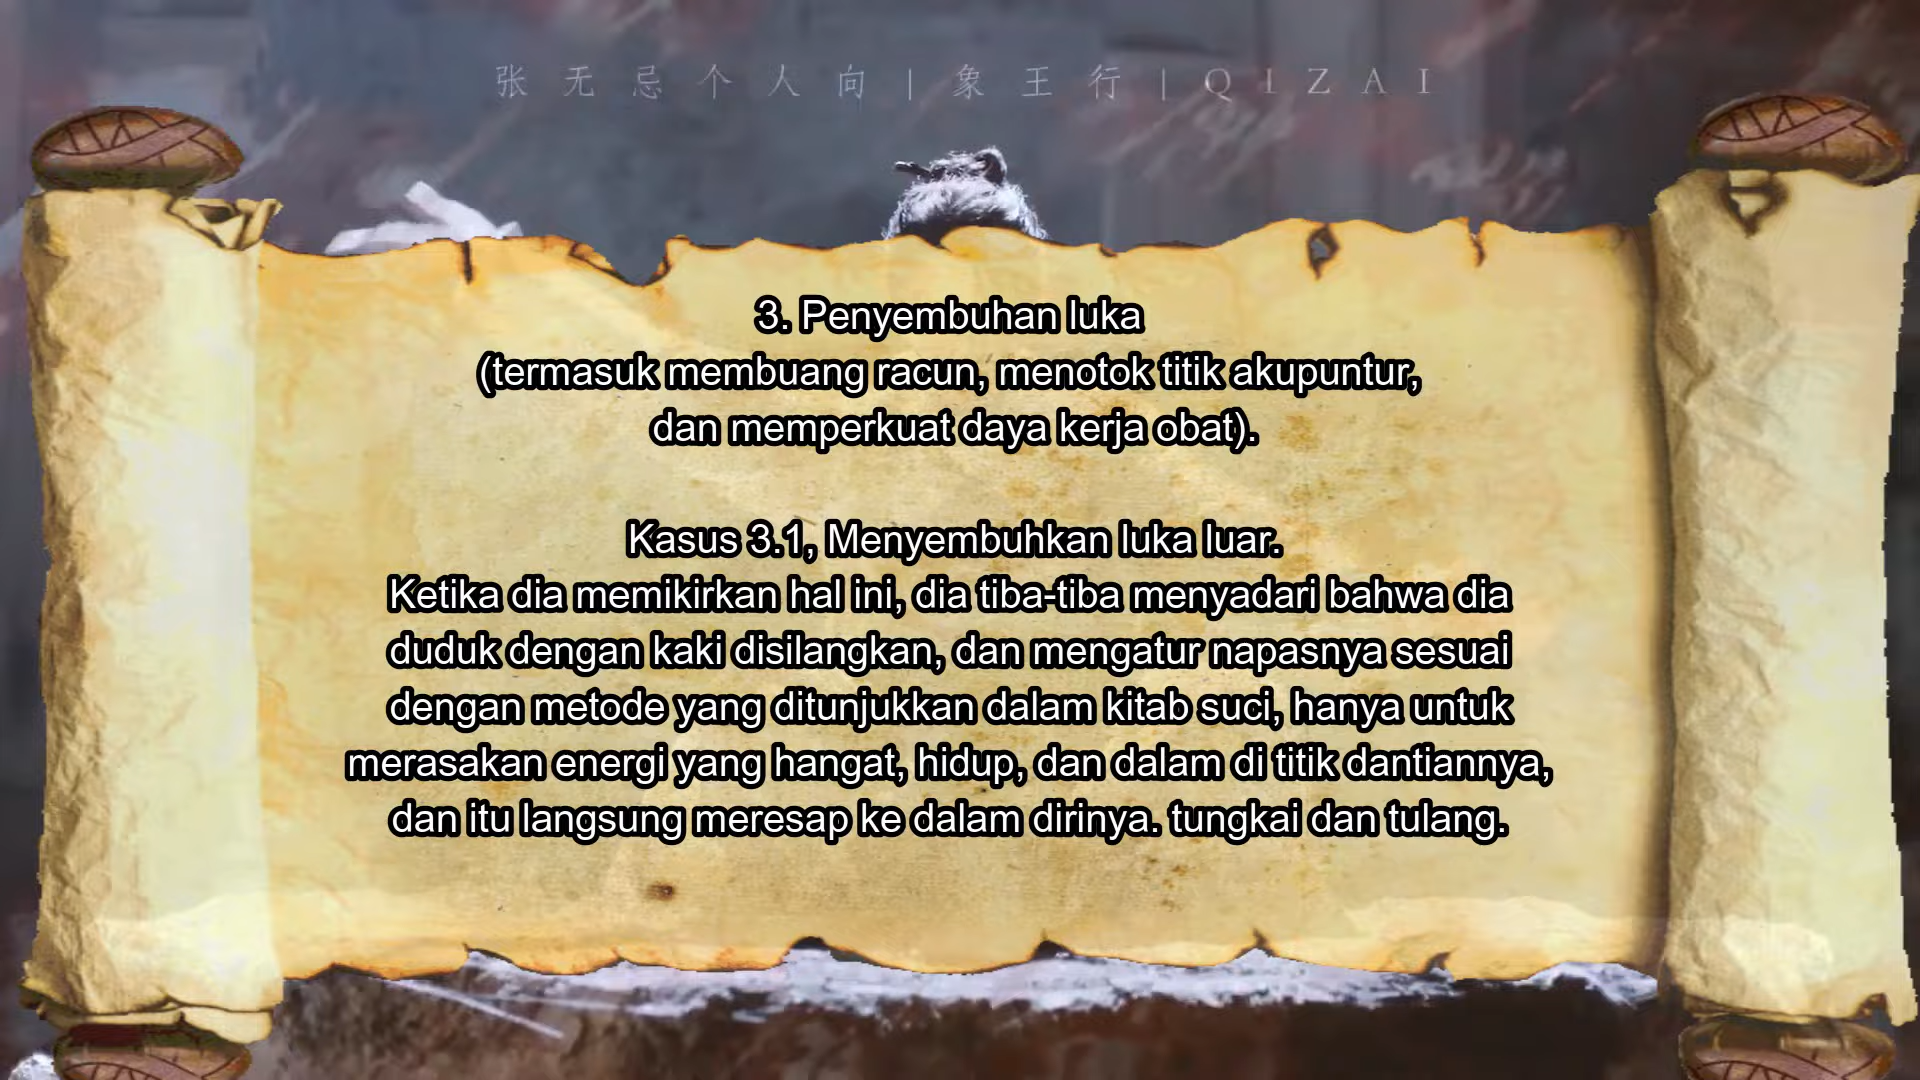 张无忌个人向|象王行|QIZAI
3. Penyembuhan luka
(termasuk membuang racun, menotok titik akupuntur,
dan memperkuat daya kerja obat).
Kasus 3.1, Menyembuhkan luka luar.
Ketika dia memikirkan hal ini, dia tiba-tiba menyadari bahwa dia
duduk dengan kaki disilangkan, dan mengatur napasnya sesuai
dengan metode yang ditunjukkan dalam kitab suci, hanya untuk
merasakan energi yang hangat, hidup, dan dalam di titik dantiannya,
dan itu langsung meresap ke dalam dirinya. tungkai dan tulang.